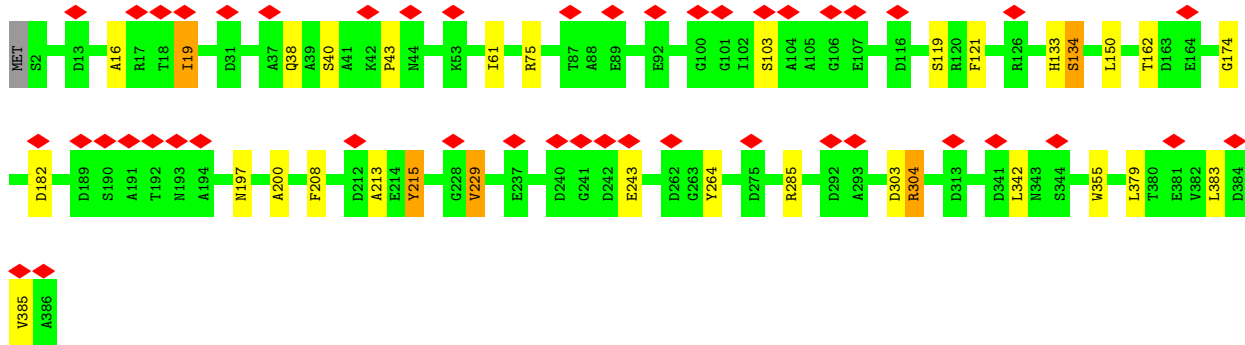 MET S2 D13 A16 R17 T18 I19 D31 A37 Q38 A39 S40 A41 K42 P43 N44 K53 I61 R75 T87 A88 E89 E92 G100 G101 I102 S103 A104 A105 G106 E107 D116 S119 R120 F121 R126 H133 S134 L150 T162 D163 E164 G174
D182 D189 S190 A191 T192 N193 A194 N197 A200 F208 D212 A213 E214 Y215 G228 V229 E237 D240 G241 D242 E243 D262 G263 Y264 D275 R285 D292 A293 D303 R304 D313 D341 L342 N343 S344 W355 L379 T380 E381 V382 L383 D384
V385 A386